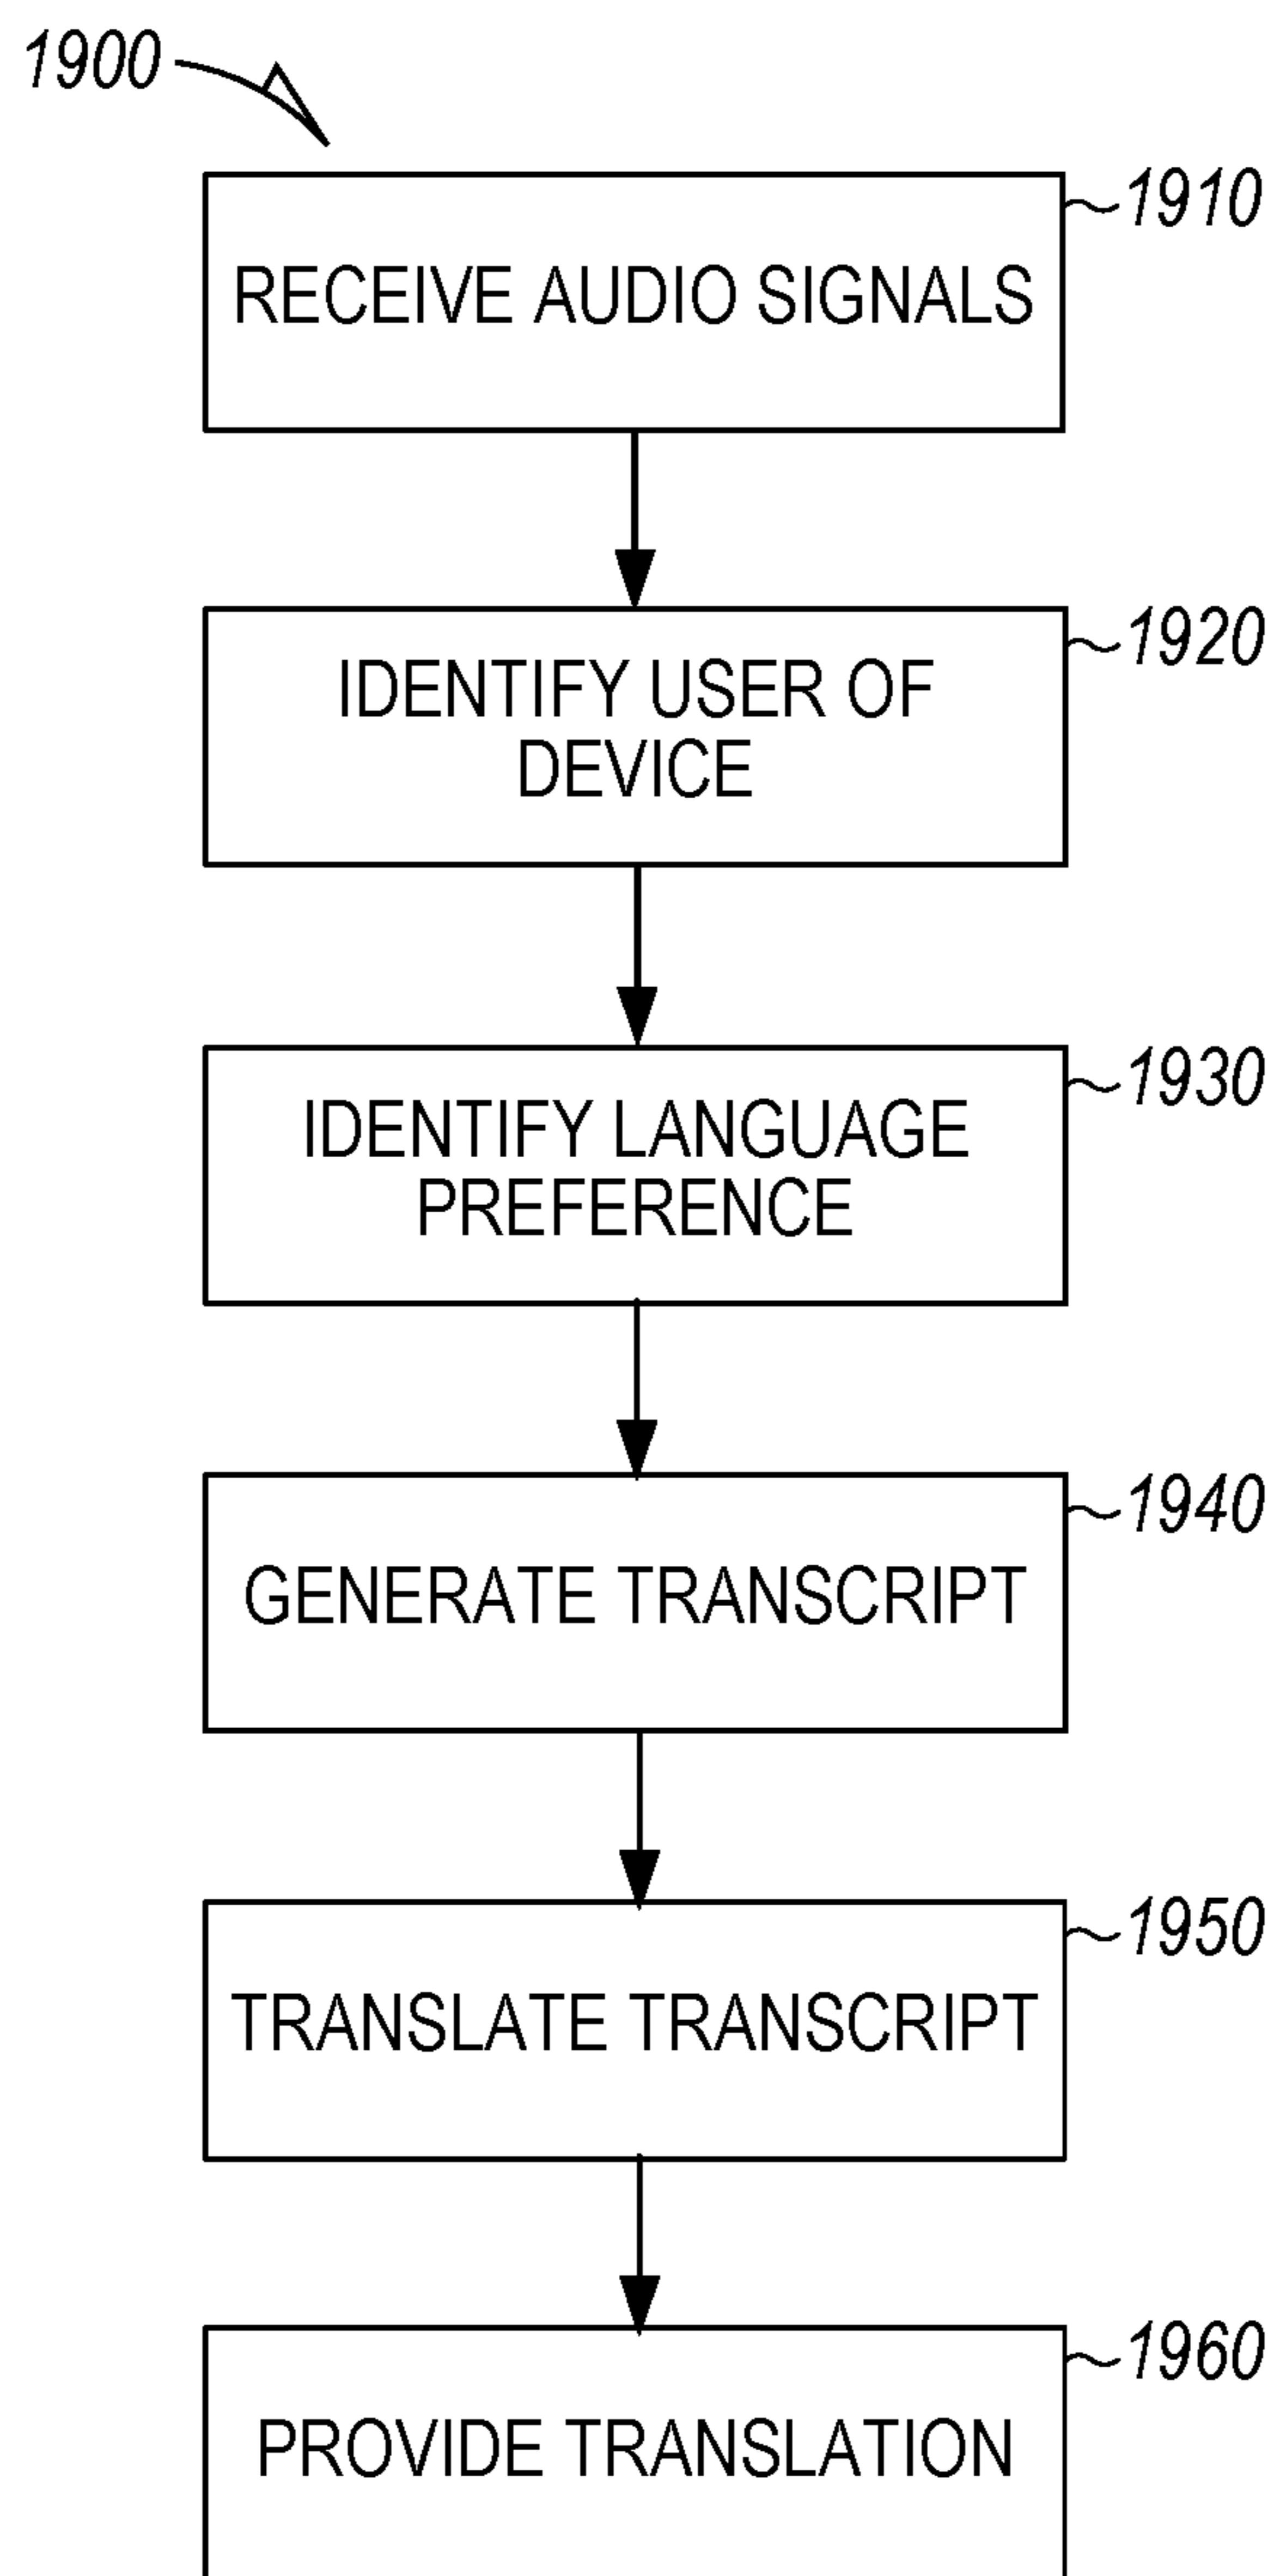 1900
1910
RECEIVE AUDIO SIGNALS
1920
IDENTIFY USER OF
DEVICE
1930
IDENTIFY LANGUAGE
PREFERENCE
1940
GENERATE TRANSCRIPT
1950
TRANSLATE TRANSCRIPT
1960
PROVIDE TRANSLATION